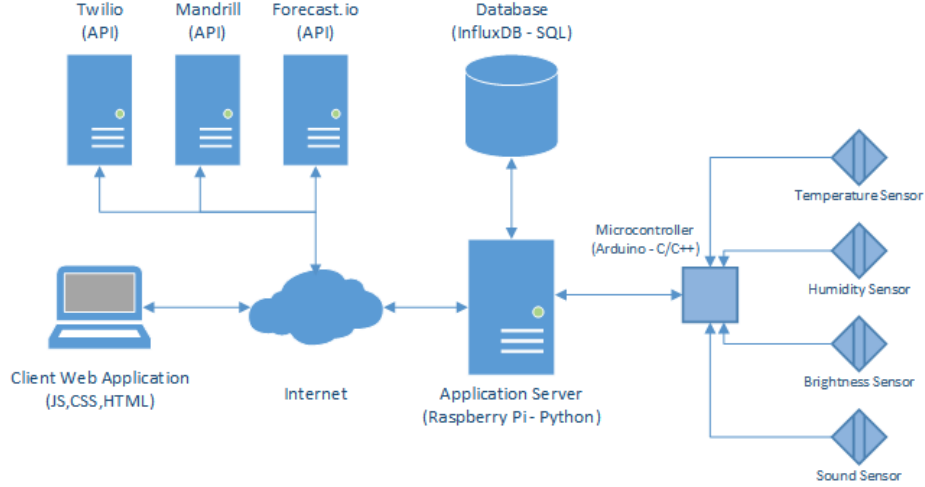 Twilio
(API)
Mandrill
(API)
Forecast.io
(API)
Database
(InfluxDB - SQL)
Temperature Sensor
Microcontroller
(Arduino - C/C++)
Humidity Sensor
Client Web Application
(JS,CSS,HTML)
Internet
Application Server
(Raspberry Pi - Python)
Brightness Sensor
Sound Sensor